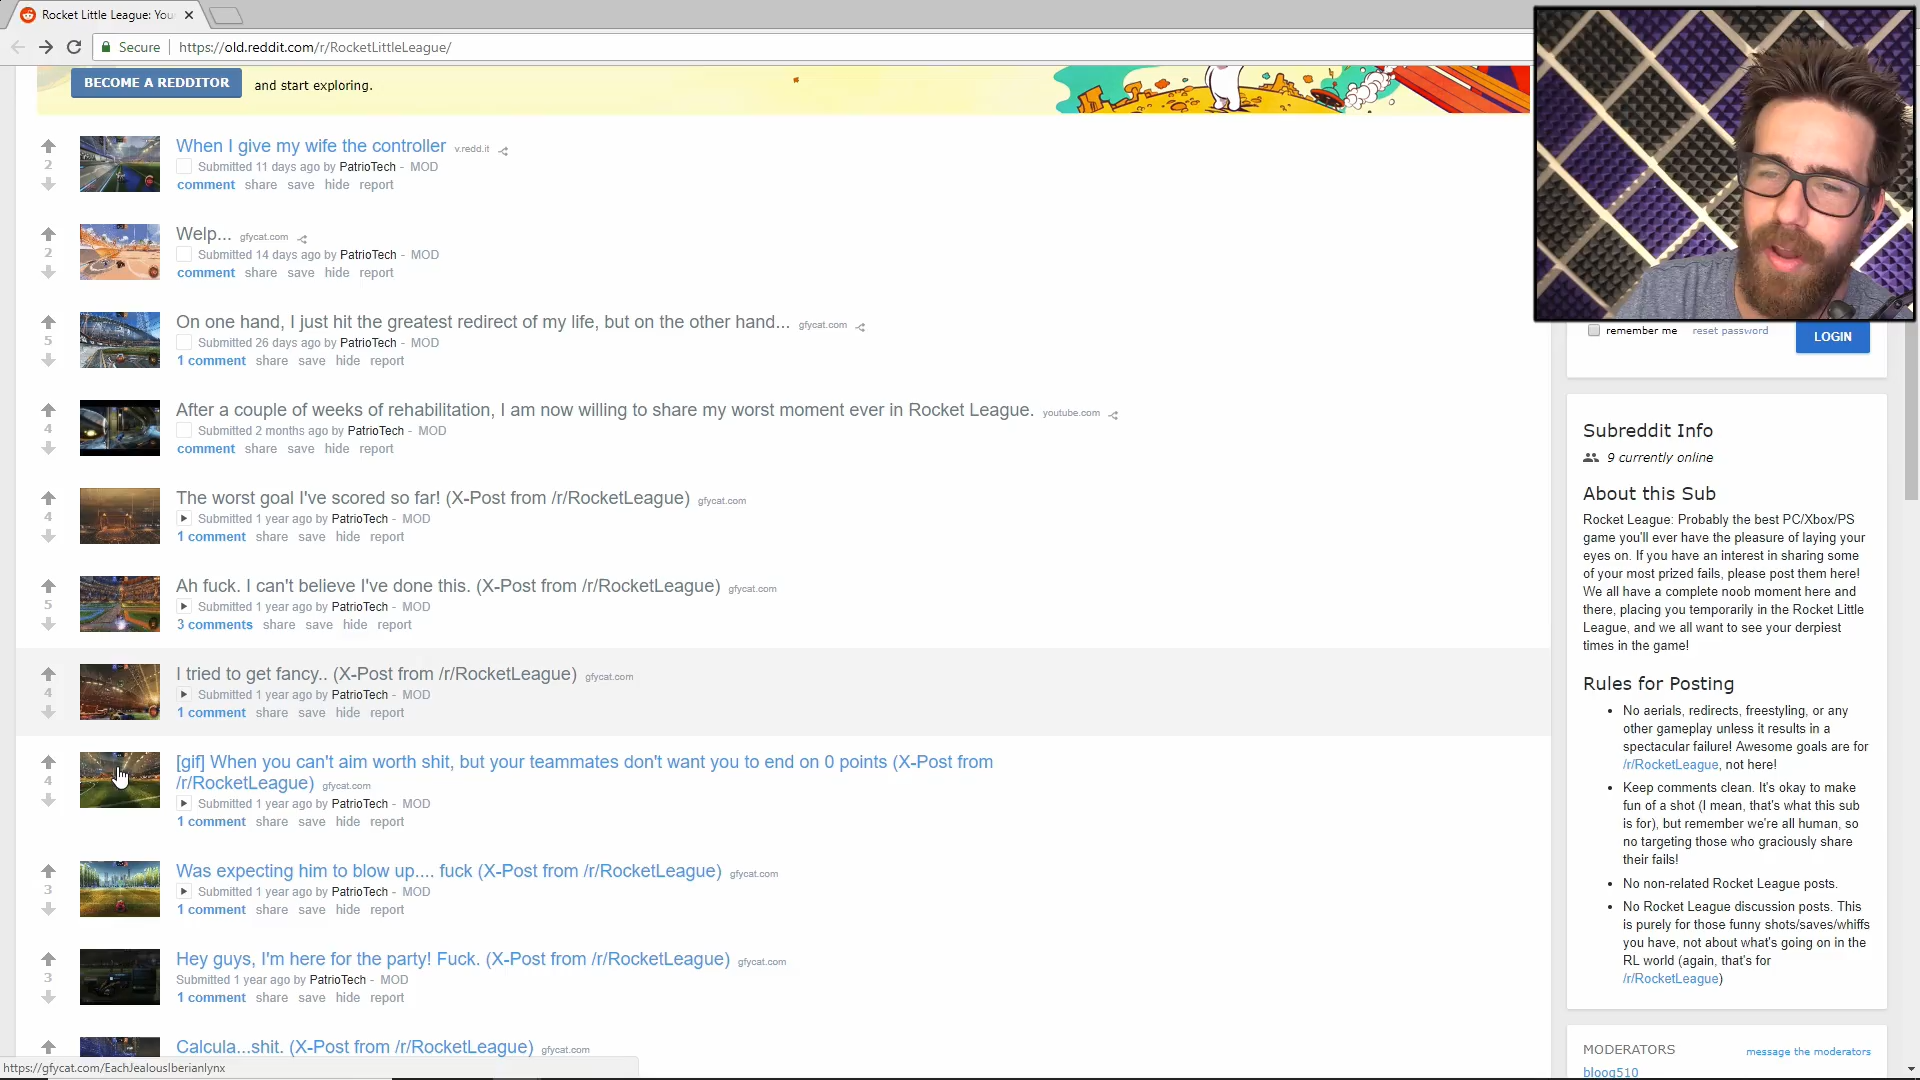 Rocket Little League: You
Secure https://old.reddit.com/r/RocketLittleLeague/
BECOME A REDDITOR and start exploring.
2
When I give my wife the controller v.redd.it
Submitted 11 days ago by PatrioTech - MOD
comment share save hide report
2
Welp... gfycat.com
Submitted 14 days ago by PatrioTech - MOD
comment share save hide report
5
On one hand, I just hit the greatest redirect of my life, but on the other hand... gfycat.com
Submitted 26 days ago by PatrioTech - MOD
1 comment share save hide report
4
After a couple of weeks of rehabilitation, I am now willing to share my worst moment ever in Rocket League. youtube.com
Submitted 2 months ago by PatrioTech - MOD
comment share save hide report
4
The worst goal I've scored so far! (X-Post from /r/RocketLeague) gfycat.com
Submitted 1 year ago by PatrioTech - MOD
1 comment share save hide report
5
Ah fuck. I can't believe I've done this. (X-Post from /r/RocketLeague) gfycat.com
Submitted 1 year ago by PatrioTech - MOD
3 comments share save hide report
4
I tried to get fancy.. (X-Post from /r/RocketLeague) gfycat.com
Submitted 1 year ago by PatrioTech - MOD
1 comment share save hide report
4
[gif] When you can't aim worth shit, but your teammates don't want you to end on 0 points (X-Post from
/r/RocketLeague) gfycat.com
Submitted 1 year ago by PatrioTech - MOD
1 comment share save hide report
3
Was expecting him to blow up.... fuck (X-Post from /r/RocketLeague) gfycat.com
Submitted 1 year ago by PatrioTech - MOD
1 comment share save hide report
3
Hey guys, I'm here for the party! Fuck. (X-Post from /r/RocketLeague) gfycat.com
Submitted 1 year ago by PatrioTech - MOD
1 comment share save hide report
Calcula...shit. (X-Post from /r/RocketLeague) gfycat.com
https://gfycat.com/EachJealousIberianlynx
remember me reset password LOGIN
Subreddit Info
9 currently online
About this Sub
Rocket League: Probably the best PC/Xbox/PS
game you'll ever have the pleasure of laying your
eyes on. If you have an interest in sharing some
of your most prized fails, please post them here!
We all have a complete noob moment here and
there, placing you temporarily in the Rocket Little
League, and we all want to see your derpiest
times in the game!
Rules for Posting
• No aerials, redirects, freestyling, or any
other gameplay unless it results in a
spectacular failure! Awesome goals are for
/r/RocketLeague, not here!
• Keep comments clean. It's okay to make
fun of a shot (I mean, that's what this sub
is for), but remember we're all human, so
no targeting those who graciously share
their fails!
• No non-related Rocket League posts.
• No Rocket League discussion posts. This
is purely for those funny shots/saves/whiffs
you have, not about what's going on in the
RL world (again, that's for
/r/RocketLeague)
MODERATORS message the moderators
bloog510